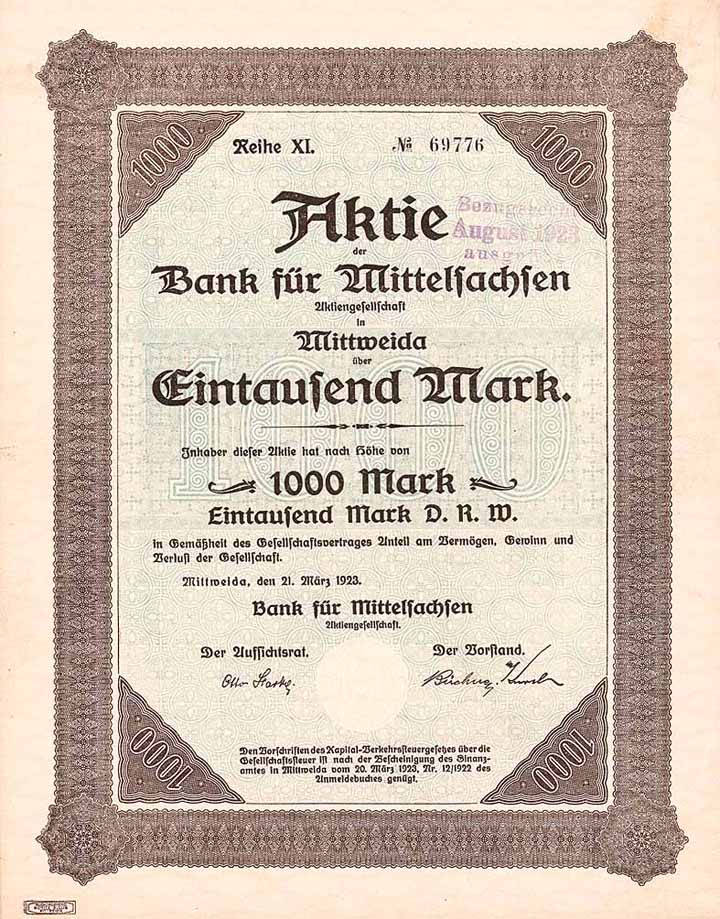 1000
1000
Reihe XI.
№ 69776
Bezugsrecht
August 1923
Aktie
der
Bank für Mittelsachsen
Aktiengesellschaft
in
Mittweida
über
Eintausend Mark.
1000
Inhaber dieser Aktie hat nach Höhe von
1000 Mark
Eintausend Mark D. R. W.
in Gemäßheit des Gesellschaftsvertrages Anteil am Vermögen, Gewinn und
Verlust der Gesellschaft.
Mittweida, den 21. März 1923.
Bank für Mittelsachsen
Aktiengesellschaft.
Der Aufsichtsrat.
Der Vorstand.
Otto Starke.
Den Vorschriften des Kapital-Verkehrssteuergesetzes über die
Gesellschaftssteuer ist nach der Bescheinigung des Finanz-
amtes in Mittweida vom 20. März 1923, Nr. 12/1922 des
Anmeldebuches genügt.
1000
1000